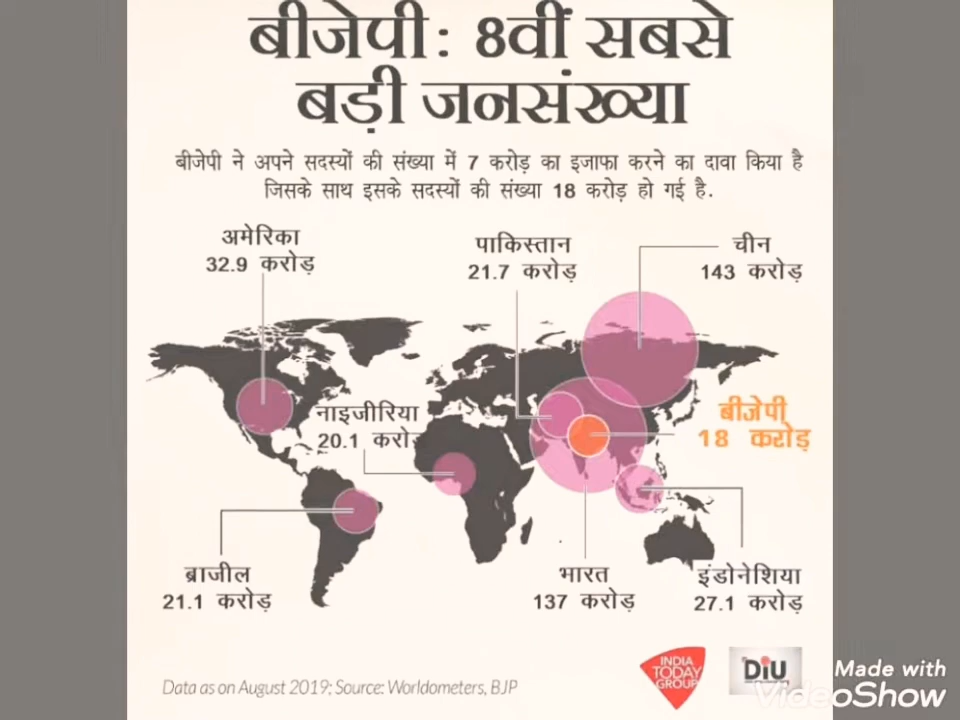 बीजेपी: 8वीं सबसे
बड़ी जनसंख्या
बीजेपी ने अपने सदस्यों की संख्या में 7 करोड़ का इजाफा करने का दावा किया है
जिसके साथ इसके सदस्यों की संख्या 18 करोड़ हो गई है.
अमेरिका
32.9 करोड़
पाकिस्तान
21.7 करोड़
चीन
143 करोड़
नाइजीरिया
20.1 करोड़
बीजेपी
18 करोड़
ब्राजील
21.1 करोड़
भारत
137 करोड़
इंडोनेशिया
27.1 करोड़
Data as on August 2019; Source: Worldometers, BJP
INDIA
TODAY
GROUP
DiU
Made with
VideoShow